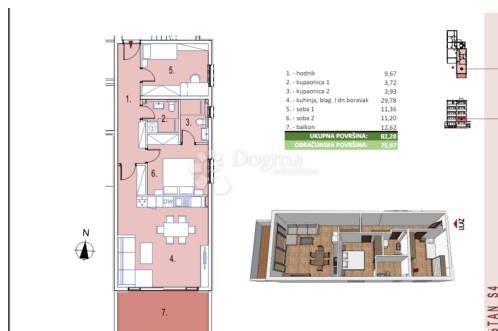 1. - hodnik 9,67
2. - kupaonica 1 3,72
3. - kupaonica 2 3,93
4. - kuhinja, blag. I dn.boravak 29,78
5. - soba 1 11,36
6. - soba 2 11,20
7. - balkon 12,62
UKUPNA POVRŠINA: 82,28
OBRAČUNSKA POVRŠINA: 75,97
5.
1.
2.
3.
6.
DW
4.
7.
N
Dogma
ULAZ
STAN S4